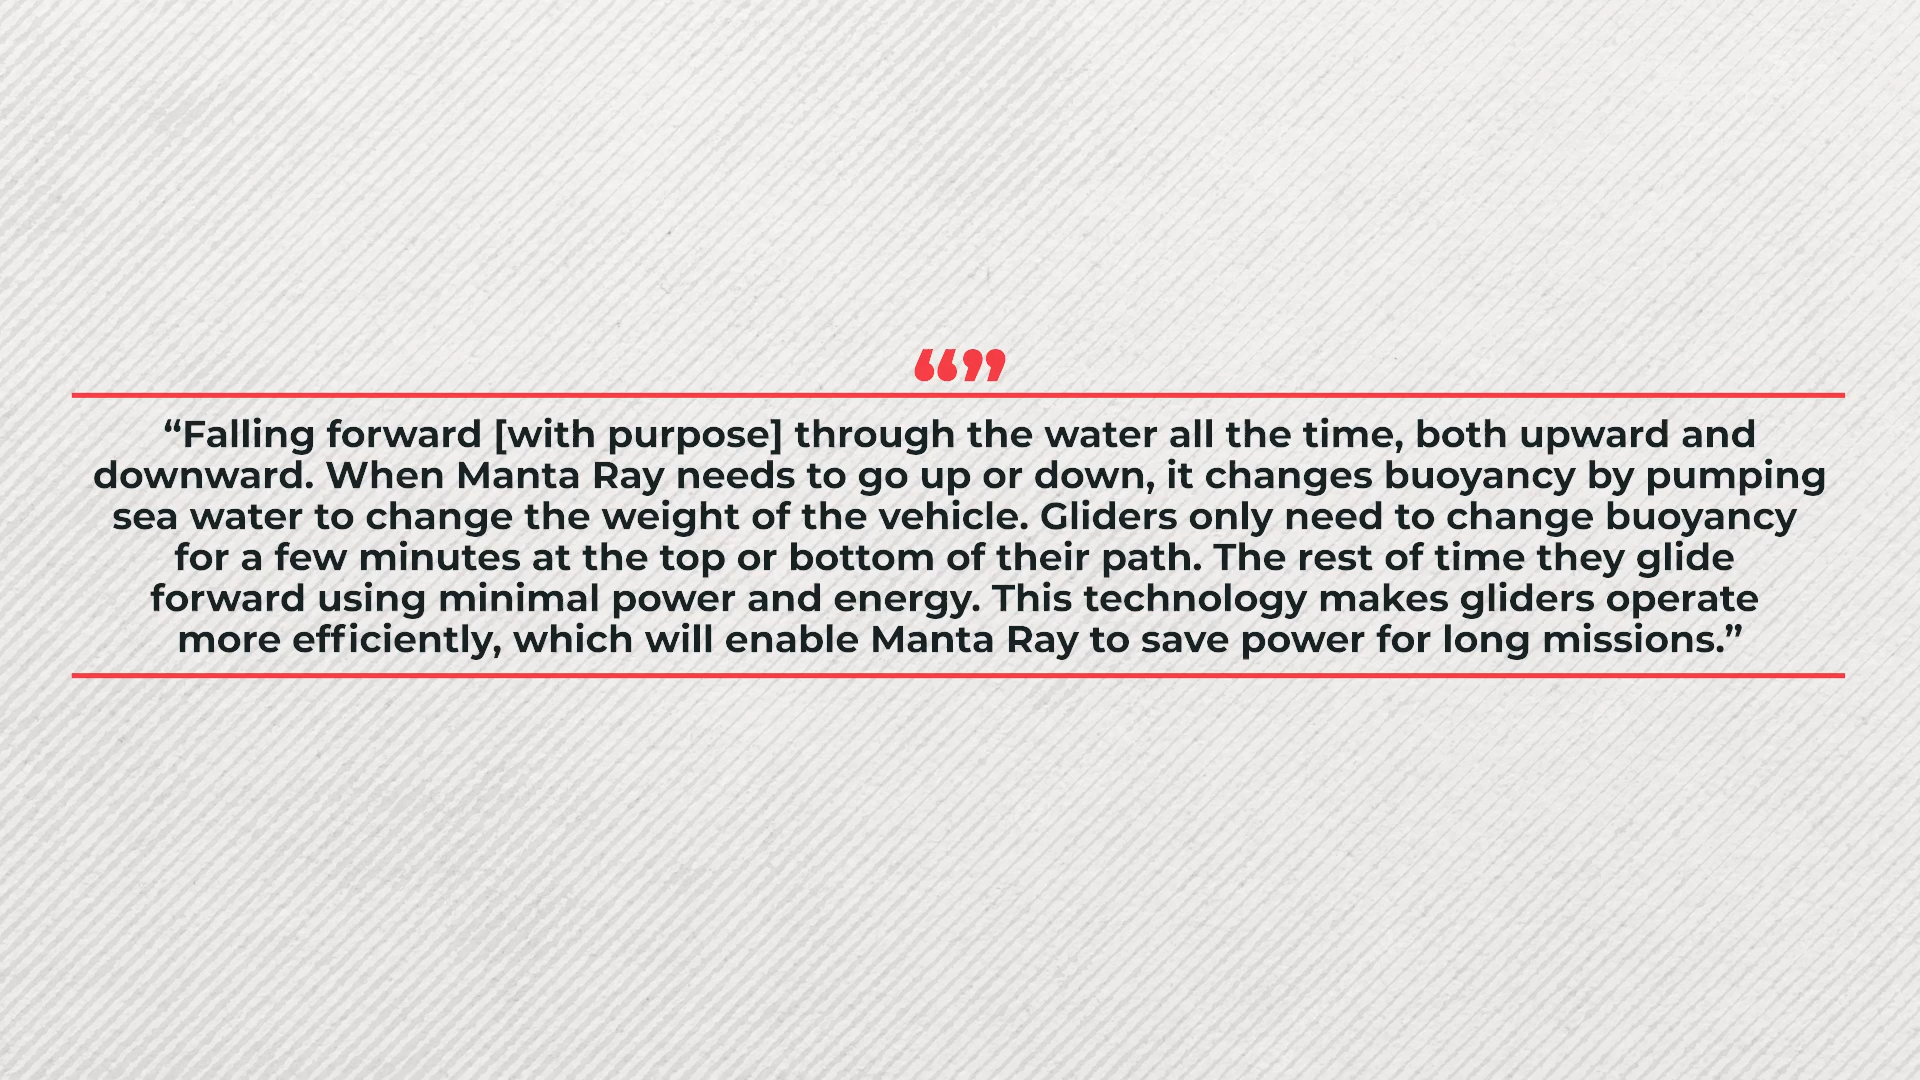 “”
“Falling forward [with purpose] through the water all the time, both upward and
downward. When Manta Ray needs to go up or down, it changes buoyancy by pumping
sea water to change the weight of the vehicle. Gliders only need to change buoyancy
for a few minutes at the top or bottom of their path. The rest of time they glide
forward using minimal power and energy. This technology makes gliders operate
more efficiently, which will enable Manta Ray to save power for long missions.”